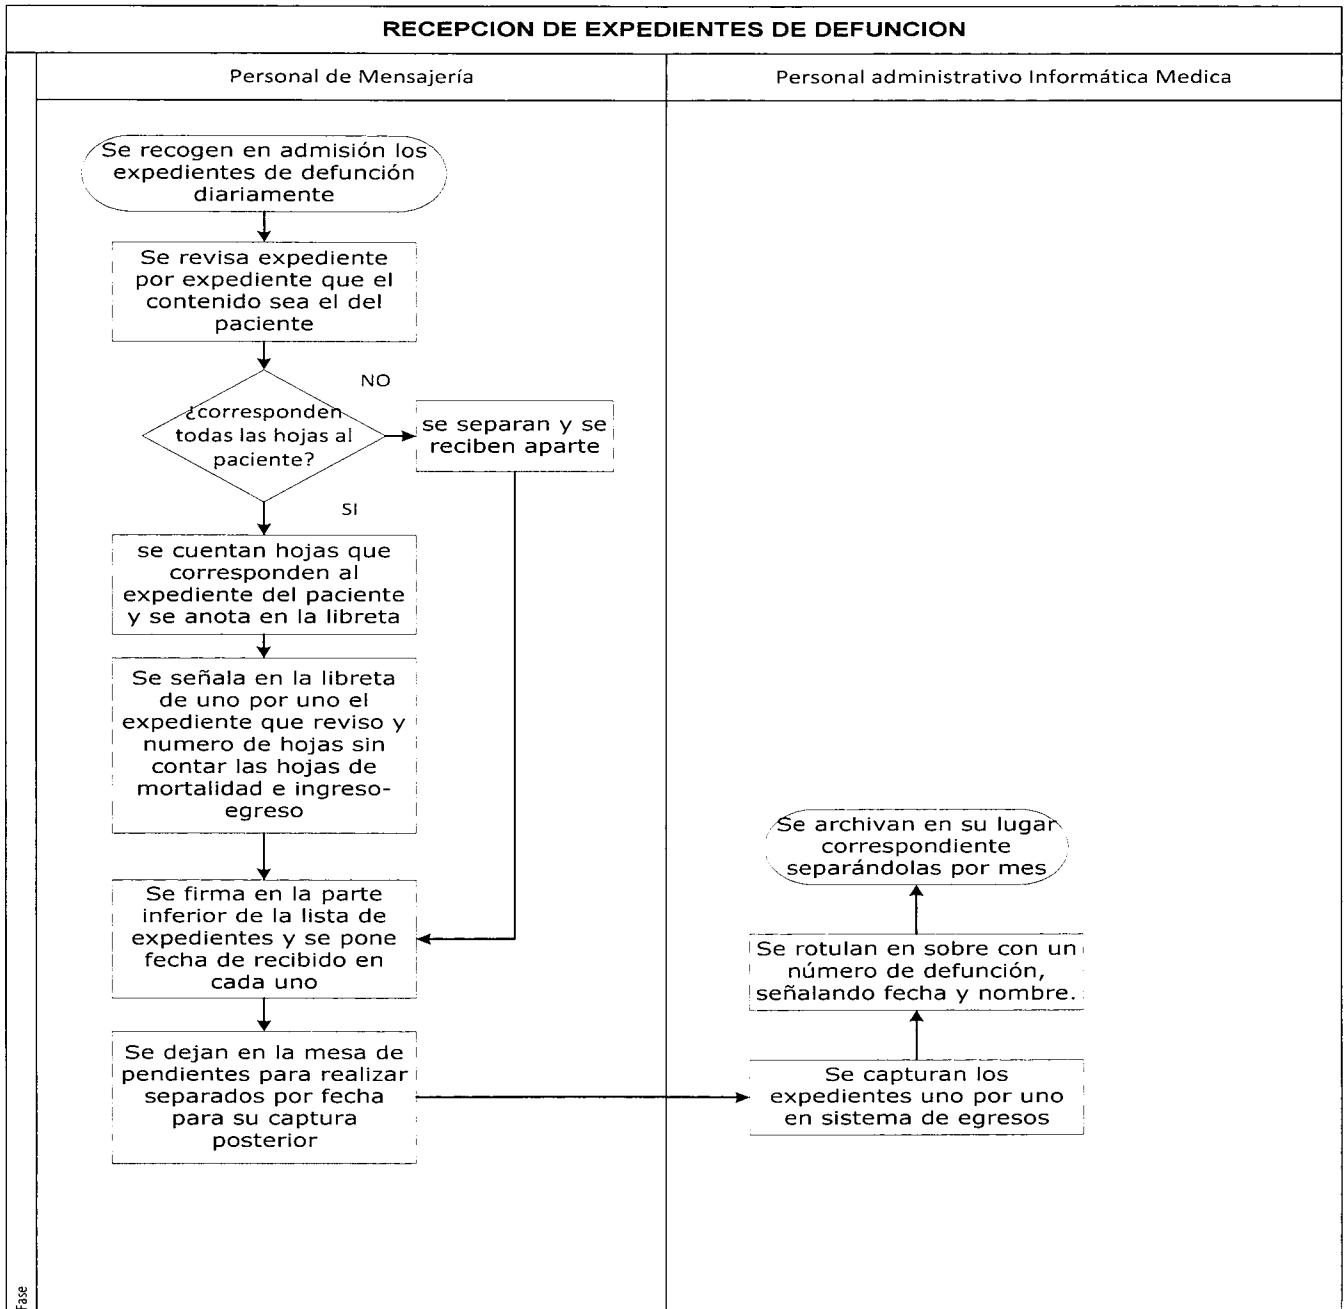 RECEPCION DE EXPEDIENTES DE DEFUNCION
Personal de Mensajería
Personal administrativo Informática Medica
Se recogen en admisión los
expedientes de defunción
diariamente
Se revisa expediente
por expediente que el
contenido sea el del
paciente
NO
¿corresponden
todas las hojas al
paciente?
se separan y se
reciben aparte
SI
se cuentan hojas que
corresponden al
expediente del paciente
y se anota en la libreta
Se señala en la libreta
de uno por uno el
expediente que reviso y
numero de hojas sin
contar las hojas de
mortalidad e ingreso-
egreso
Se firma en la parte
inferior de la lista de
expedientes y se pone
fecha de recibido en
cada uno
Se dejan en la mesa de
pendientes para realizar
separados por fecha
para su captura
posterior
Se capturan los
expedientes uno por uno
en sistema de egresos
Se rotulan en sobre con un
número de defunción,
señalando fecha y nombre.
Se archivan en su lugar
correspondiente
separándolas por mes
Fase